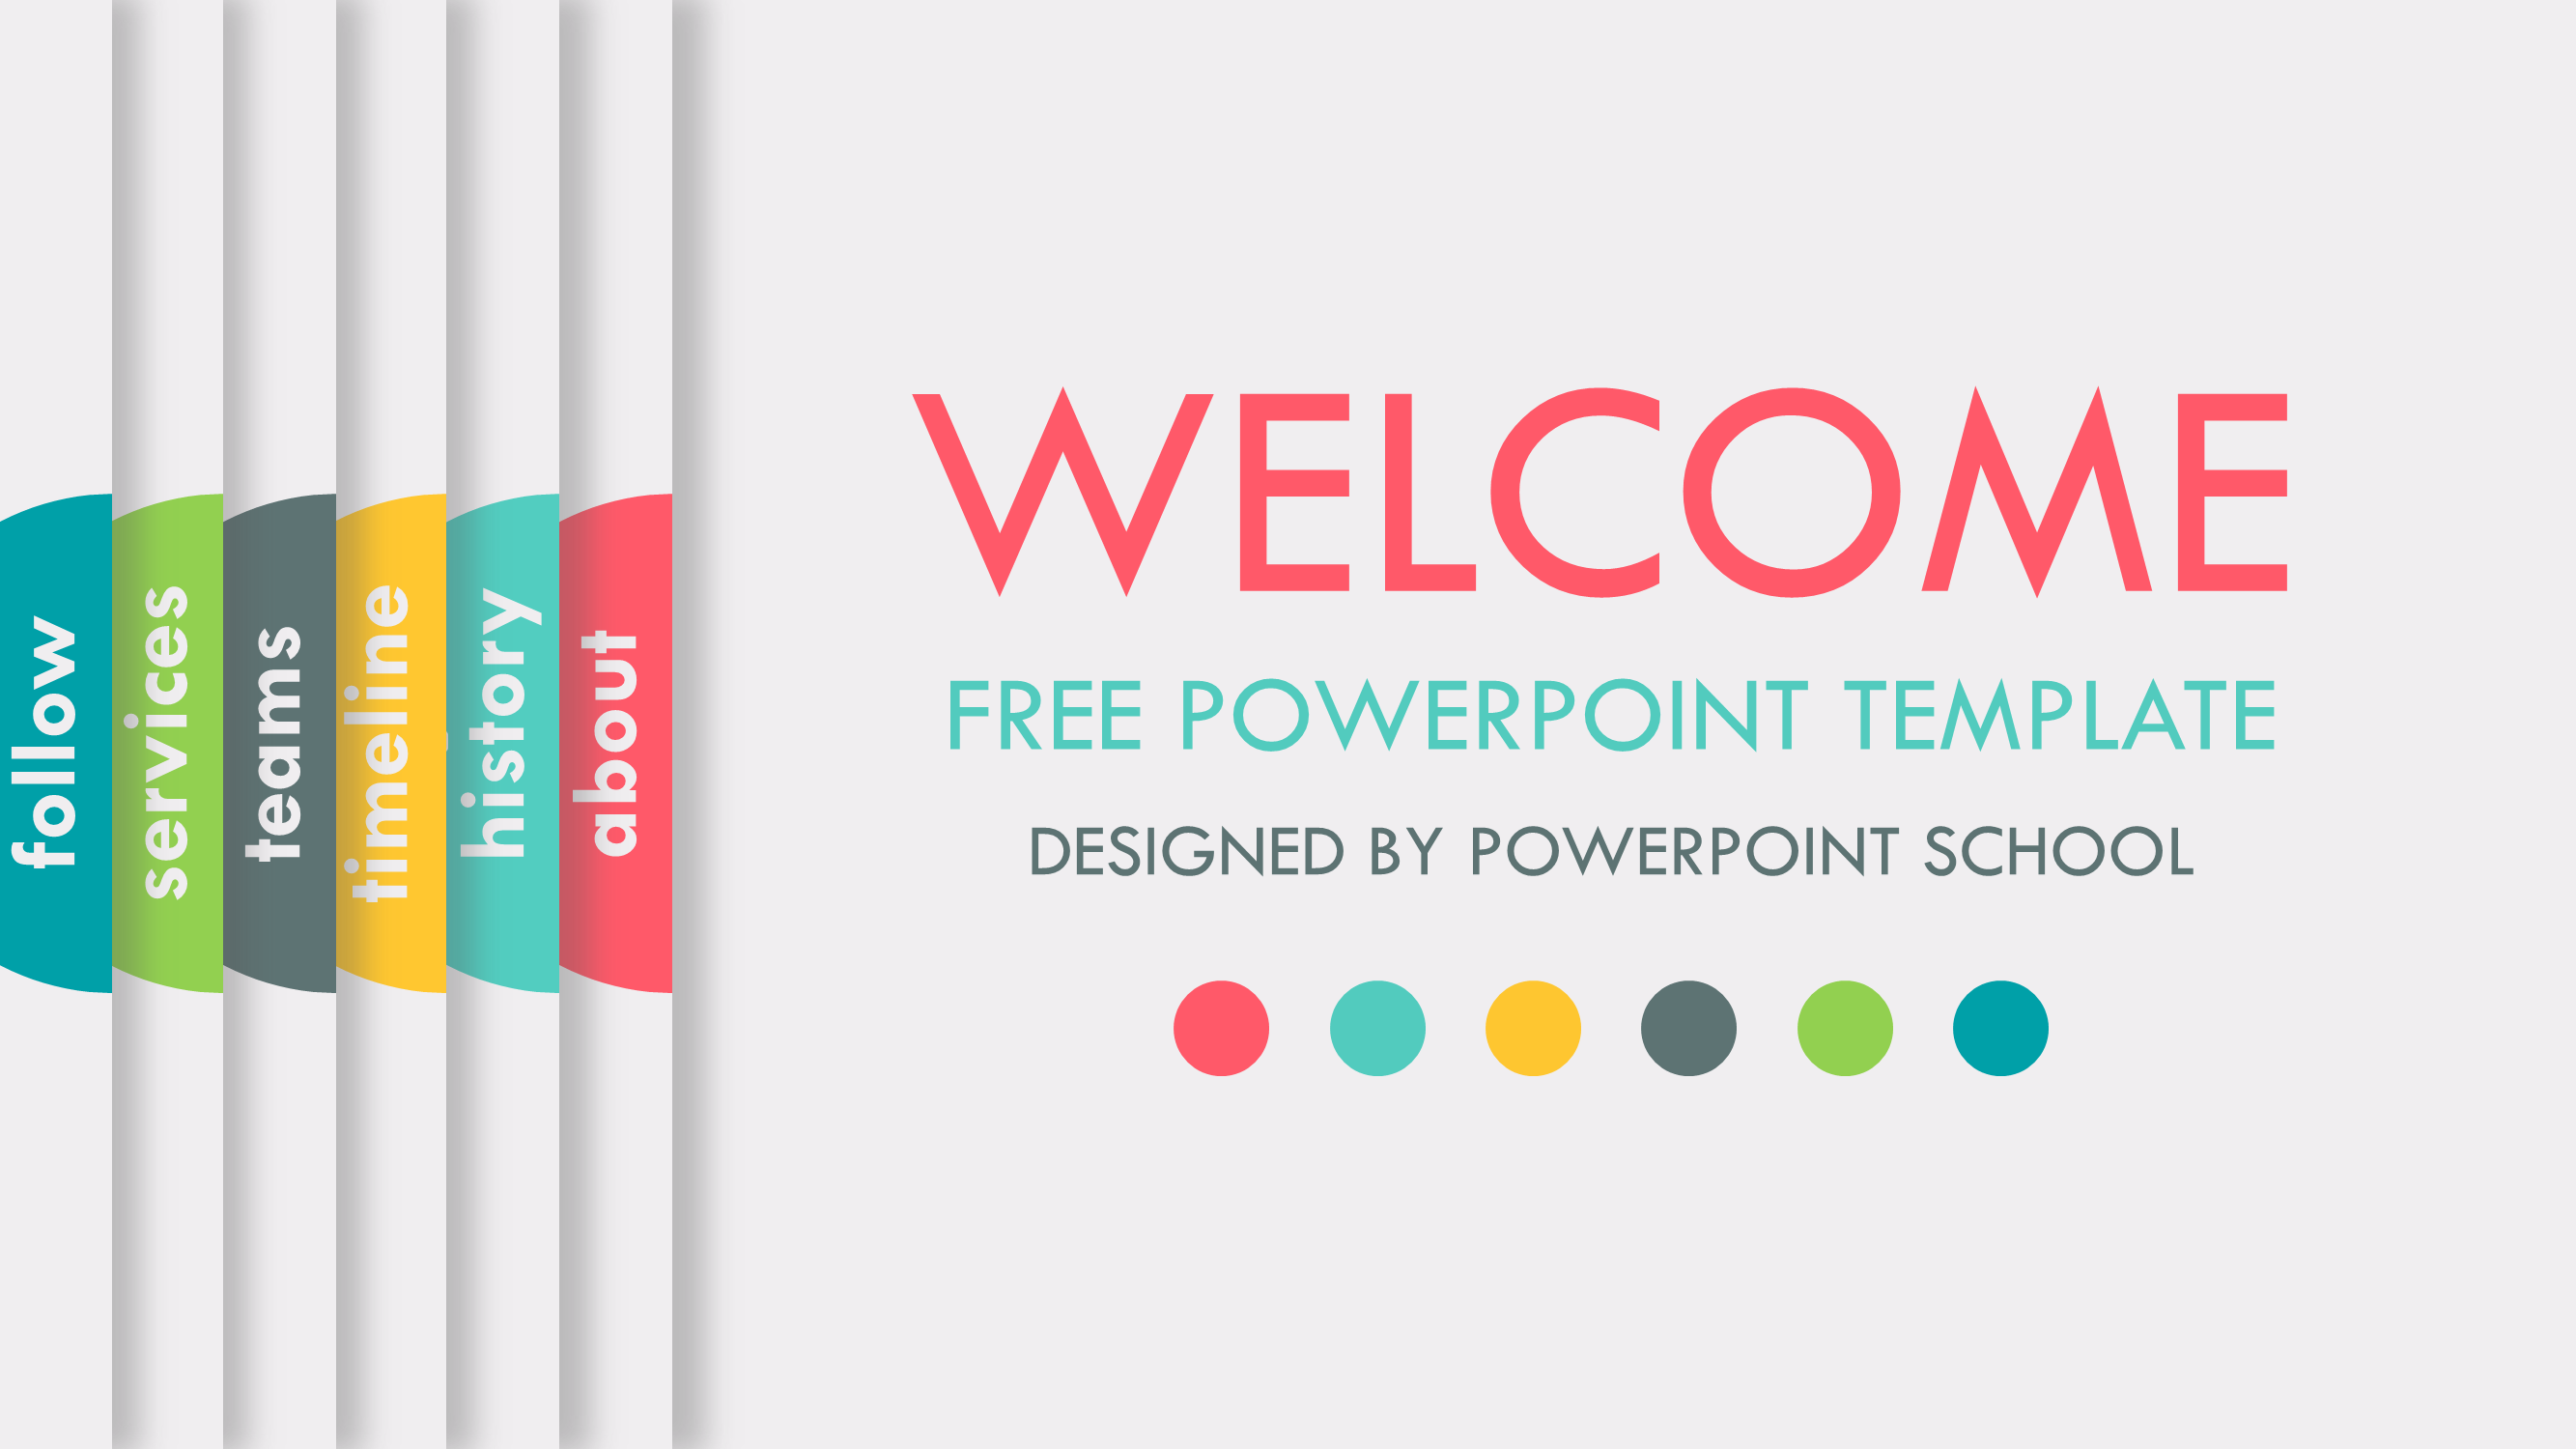 follow
services
teams
timeline
history
about
WELCOME
FREE POWERPOINT TEMPLATE
DESIGNED BY POWERPOINT SCHOOL